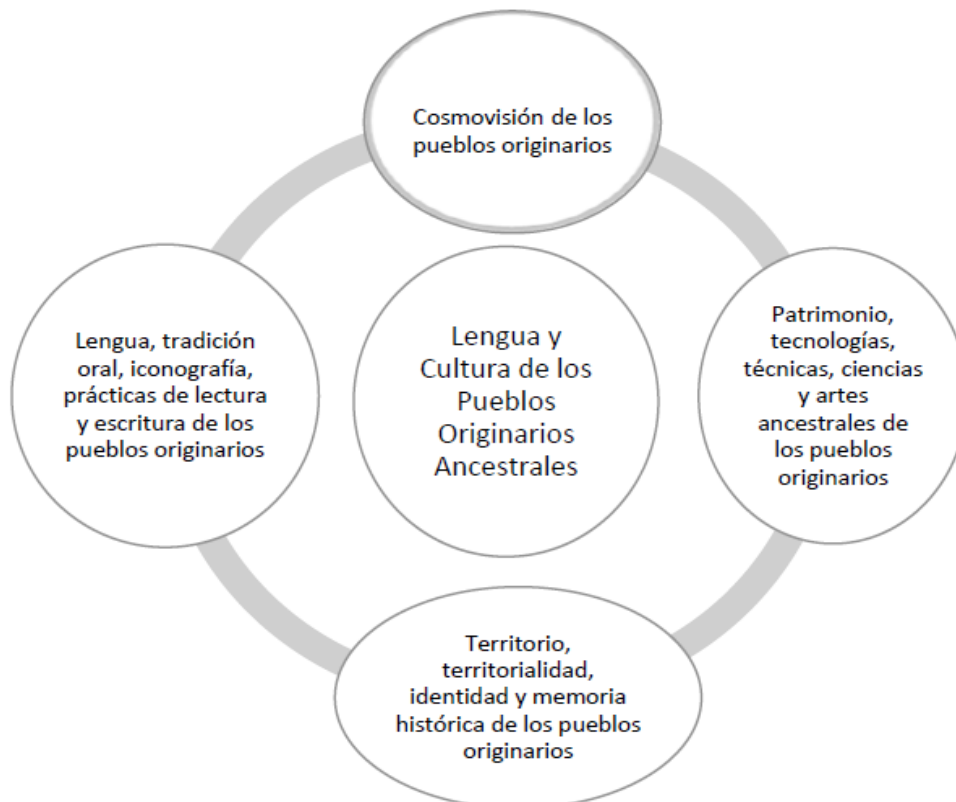 Cosmovisión de los
pueblos originarios
Lengua, tradición
oral, iconografía,
prácticas de lectura
y escritura de los
pueblos originarios
Lengua y
Cultura de los
Pueblos
Originarios
Ancestrales
Patrimonio,
tecnologías,
técnicas, ciencias
y artes
ancestrales de
los pueblos
originarios
Territorio,
territorialidad,
identidad y memoria
histórica de los pueblos
originarios